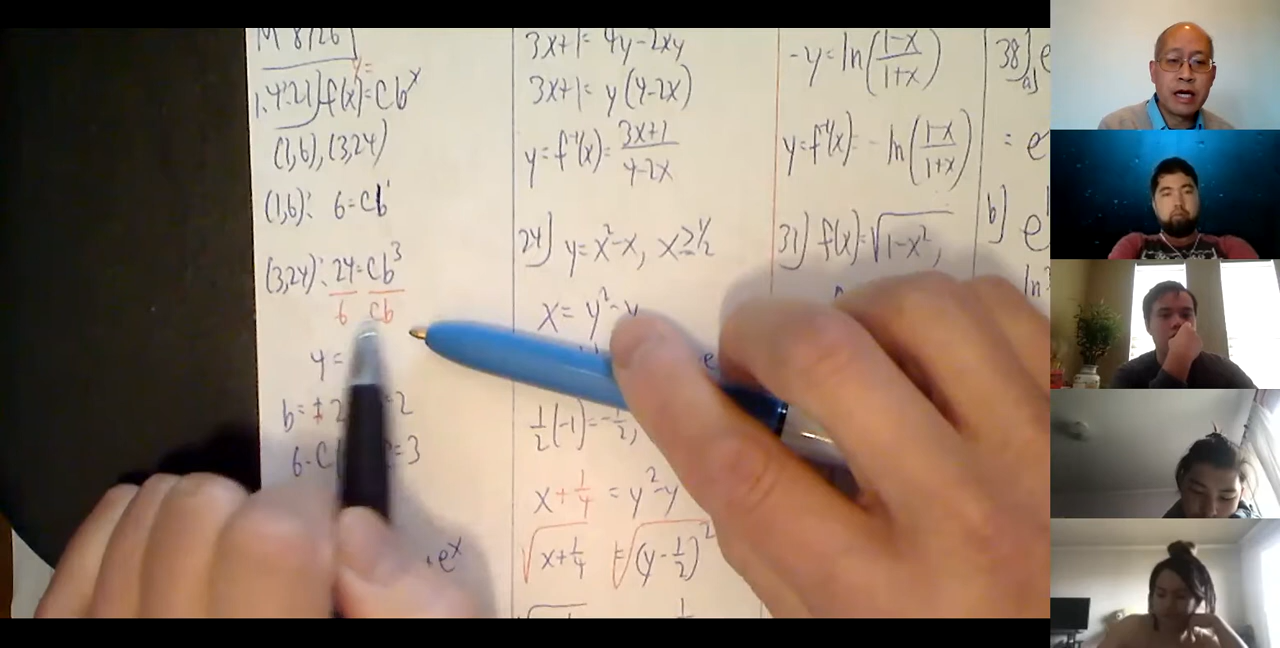 M 8/26
y=
1.4: 21) f(x)=Cb^x
(1,6), (3,24)
(1,6): 6=Cb^1
(3,24): 24=Cb^3
6 Cb
4=
b=±2 =2
6=C =3
.e^x
3x+1=4y-2xy
3x+1=y(4-2x)
y=f^-1(x)=(3x+1)/(4-2x)
24) y=x^2-x, x≥1/2
x=y^2-y
1/2(-1)=-1/2,
x+1/4=y^2-y
√(x+1/4)=√(y-1/2)^2
-y=ln((1-x)/(1+x))
y=f^-1(x)=-ln((1-x)/(1+x))
31) f(x)=√(1-x^2),
e
38) e
a)
=e
b) e
ln